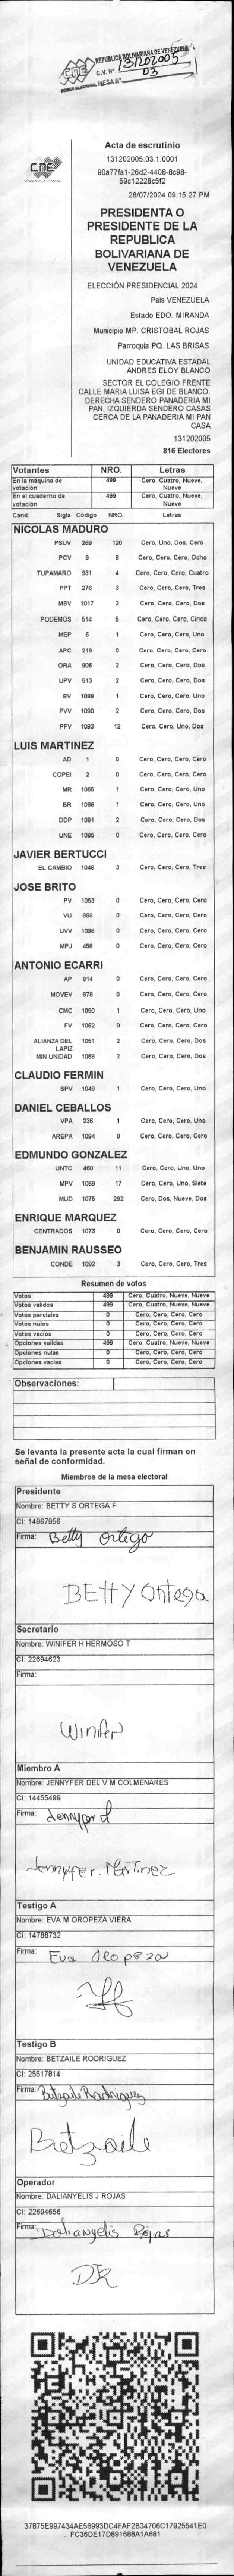 REPUBLICA BOLIVARIANA DE VENEZUELA
CNE
C.V. Nº 131202005
MESA Nº 03
CNE
Acta de escrutinio
131202005.03.1.0001
90a77fa1-26d2-4408-8c98-
59c12228c5f2
28/07/2024 09:15:27 PM
PRESIDENTA O
PRESIDENTE DE LA
REPUBLICA
BOLIVARIANA DE
VENEZUELA
ELECCIÓN PRESIDENCIAL 2024
Pais VENEZUELA
Estado EDO. MIRANDA
Municipio MP. CRISTOBAL ROJAS
Parroquia PQ. LAS BRISAS
UNIDAD EDUCATIVA ESTADAL
ANDRES ELOY BLANCO
SECTOR EL COLEGIO FRENTE
CALLE MARIA LUISA EGI DE BLANCO.
DERECHA SENDERO PANADERIA MI
PAN. IZQUIERDA SENDERO CASAS
CERCA DE LA PANADERIA MI PAN
CASA
131202005
816 Electores
Votantes NRO. Letras
En la máquina de votación 499 Cero, Cuatro, Nueve, Nueve
En el cuaderno de votación 499 Cero, Cuatro, Nueve, Nueve
Cand. Sigla Código NRO. Letras
NICOLAS MADURO
PSUV 269 120 Cero, Uno, Dos, Cero
PCV 9 8 Cero, Cero, Cero, Ocho
TUPAMARO 931 4 Cero, Cero, Cero, Cuatro
PPT 276 3 Cero, Cero, Cero, Tres
MSV 1017 2 Cero, Cero, Cero, Dos
PODEMOS 514 5 Cero, Cero, Cero, Cinco
MEP 6 1 Cero, Cero, Cero, Uno
APC 219 0 Cero, Cero, Cero, Cero
ORA 906 2 Cero, Cero, Cero, Dos
UPV 513 2 Cero, Cero, Cero, Dos
EV 1089 1 Cero, Cero, Cero, Uno
PVV 1090 2 Cero, Cero, Cero, Dos
PFV 1093 12 Cero, Cero, Uno, Dos
LUIS MARTINEZ
AD 1 0 Cero, Cero, Cero, Cero
COPEI 2 0 Cero, Cero, Cero, Cero
MR 1065 1 Cero, Cero, Cero, Uno
BR 1066 1 Cero, Cero, Cero, Uno
DDP 1091 2 Cero, Cero, Cero, Dos
UNE 1095 0 Cero, Cero, Cero, Cero
JAVIER BERTUCCI
EL CAMBIO 1048 3 Cero, Cero, Cero, Tres
JOSE BRITO
PV 1053 0 Cero, Cero, Cero, Cero
VU 968 0 Cero, Cero, Cero, Cero
UVV 1096 0 Cero, Cero, Cero, Cero
MPJ 458 0 Cero, Cero, Cero, Cero
ANTONIO ECARRI
AP 814 0 Cero, Cero, Cero, Cero
MOVEV 878 0 Cero, Cero, Cero, Cero
CMC 1050 1 Cero, Cero, Cero, Uno
FV 1062 0 Cero, Cero, Cero, Cero
ALIANZA DEL LAPIZ 1061 2 Cero, Cero, Cero, Dos
MIN UNIDAD 1068 2 Cero, Cero, Cero, Dos
CLAUDIO FERMIN
SPV 1049 1 Cero, Cero, Cero, Uno
DANIEL CEBALLOS
VPA 236 1 Cero, Cero, Cero, Uno
AREPA 1094 0 Cero, Cero, Cero, Cero
EDMUNDO GONZALEZ
UNTC 460 11 Cero, Cero, Uno, Uno
MPV 1069 17 Cero, Cero, Uno, Siete
MUD 1075 292 Cero, Dos, Nueve, Dos
ENRIQUE MARQUEZ
CENTRADOS 1073 0 Cero, Cero, Cero, Cero
BENJAMIN RAUSSEO
CONDE 1092 3 Cero, Cero, Cero, Tres
Resumen de votos
Votos 499 Cero, Cuatro, Nueve, Nueve
Votos validos 499 Cero, Cuatro, Nueve, Nueve
Votos parciales 0 Cero, Cero, Cero, Cero
Votos nulos 0 Cero, Cero, Cero, Cero
Votos vacios 0 Cero, Cero, Cero, Cero
Opciones validas 499 Cero, Cuatro, Nueve, Nueve
Opciones nulas 0 Cero, Cero, Cero, Cero
Opciones vacias 0 Cero, Cero, Cero, Cero
Observaciones:
Se levanta la presente acta la cual firman en
señal de conformidad.
Miembros de la mesa electoral
Presidente
Nombre: BETTY S ORTEGA F
CI: 14967956
Firma: Betty Ortega
BEttY Ortega
Secretario
Nombre: WINIFER H HERMOSO T
CI: 22694623
Firma:
Winifer
Miembro A
Nombre: JENNYFER DEL V M COLMENARES
CI: 14455499
Firma:
Jennyfer Martinez
Testigo A
Nombre: EVA M OROPEZA VIERA
CI: 14788732
Firma: Eva Oropeza
Testigo B
Nombre: BETZAILE RODRIGUEZ
CI: 25517814
Firma: Betzaile Rodriguez
Betzaile
Operador
Nombre: DALIANYELIS J ROJAS
CI: 22694656
Firma: Dalianyelis Rojas
DJR
37875E997434AE56993DC4FAF2B34706C17925541E0
FC36DE17D891688A1A681